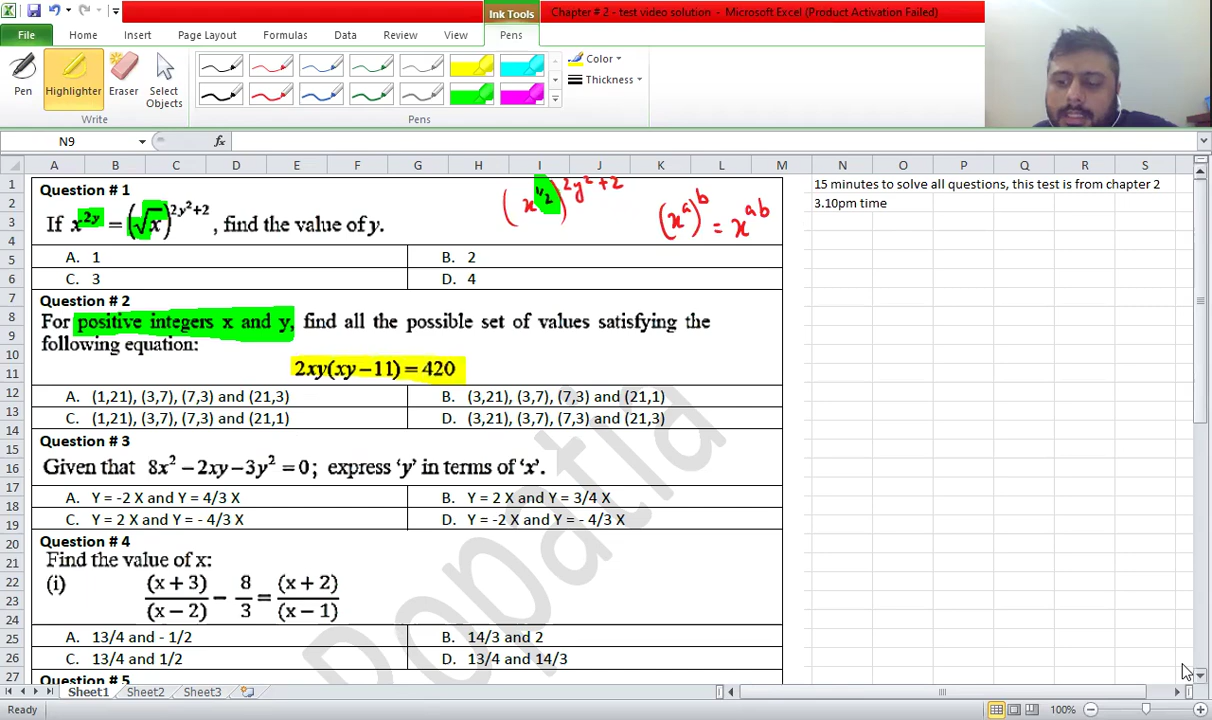 Ink Tools
Chapter # 2 - test video solution - Microsoft Excel (Product Activation Failed)
File Home Insert Page Layout Formulas Data Review View Pens
Pen Highlighter Eraser Select Objects
Color
Thickness
Write
Pens
N9
fx
A B C D E F G H I J K L M N O P Q R S
1 Question # 1
15 minutes to solve all questions, this test is from chapter 2
3.10pm time
(x^1/2)^2y²+2
(x^a)^b = x^ab
If x^2y = (√x)^2y²+2 , find the value of y.
A. 1 B. 2
C. 3 D. 4
Question # 2
For positive integers x and y, find all the possible set of values satisfying the
following equation:
2xy(xy−11) = 420
A. (1,21), (3,7), (7,3) and (21,3) B. (3,21), (3,7), (7,3) and (21,1)
C. (1,21), (3,7), (7,3) and (21,1) D. (3,21), (3,7), (7,3) and (21,3)
Question # 3
Given that 8x² − 2xy − 3y² = 0; express ‘y’ in terms of ‘x’.
A. Y = -2 X and Y = 4/3 X B. Y = 2 X and Y = 3/4 X
C. Y = 2 X and Y = - 4/3 X D. Y = -2 X and Y = - 4/3 X
Question # 4
Find the value of x:
(i) (x + 3)/(x − 2) − 8/3 = (x + 2)/(x − 1)
A. 13/4 and - 1/2 B. 14/3 and 2
C. 13/4 and 1/2 D. 13/4 and 14/3
Question # 5
Popatia
Sheet1 Sheet2 Sheet3
Ready
100%